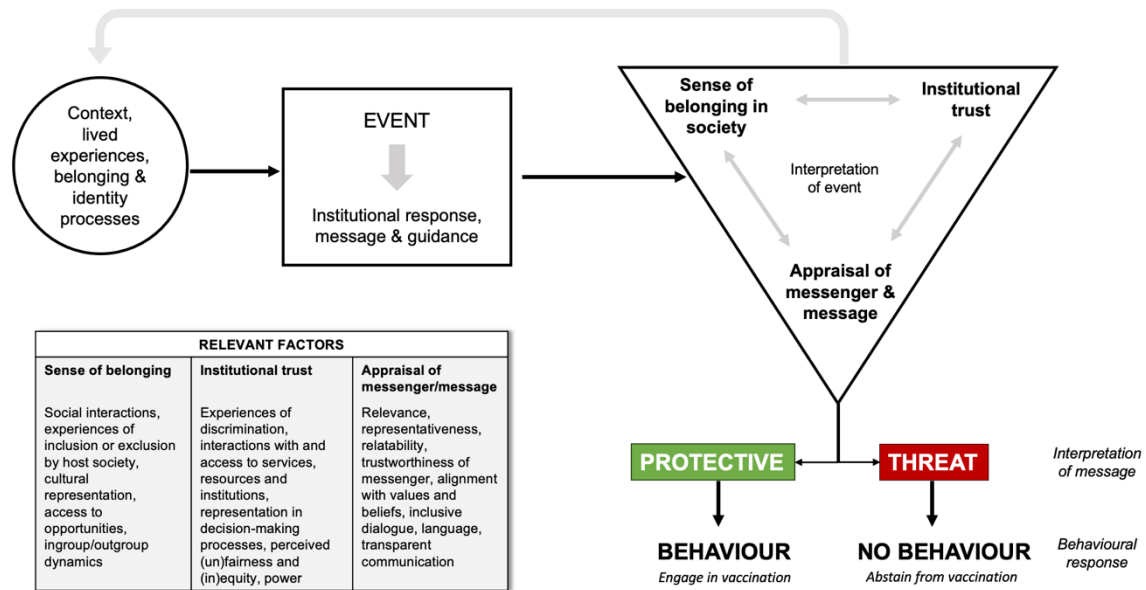 Context,
lived
experiences,
belonging &
identity
processes
EVENT
Institutional response,
message & guidance
Sense of
belonging in
society
Institutional
trust
Interpretation
of event
Appraisal of
messenger &
message
RELEVANT FACTORS
Sense of belonging
Social interactions,
experiences of
inclusion or exclusion
by host society,
cultural
representation,
access to
opportunities,
ingroup/outgroup
dynamics
Institutional trust
Experiences of
discrimination,
interactions with and
access to services,
resources and
institutions,
representation in
decision-making
processes, perceived
(un)fairness and
(in)equity, power
Appraisal of
messenger/message
Relevance,
representativeness,
relatability,
trustworthiness of
messenger, alignment
with values and
beliefs, inclusive
dialogue, language,
transparent
communication
PROTECTIVE
THREAT
Interpretation
of message
BEHAVIOUR
Engage in vaccination
NO BEHAVIOUR
Abstain from vaccination
Behavioural
response